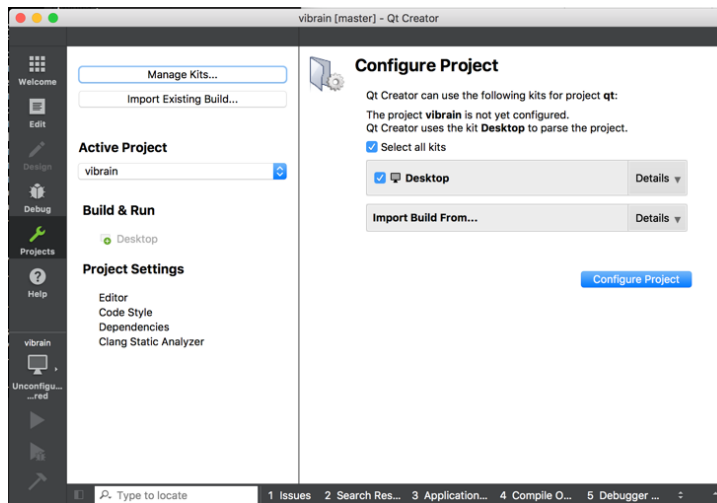 vibrain [master] - Qt Creator
Welcome
Edit
Design
Debug
Projects
Help
vibrain
Unconfigu...
...red
Manage Kits...
Import Existing Build...
Active Project
vibrain
Build & Run
Desktop
Project Settings
Editor
Code Style
Dependencies
Clang Static Analyzer
Configure Project
Qt Creator can use the following kits for project qt:
The project vibrain is not yet configured.
Qt Creator uses the kit Desktop to parse the project.
Select all kits
Desktop Details
Import Build From... Details
Configure Project
Type to locate 1 Issues 2 Search Res... 3 Application... 4 Compile O... 5 Debugger ...